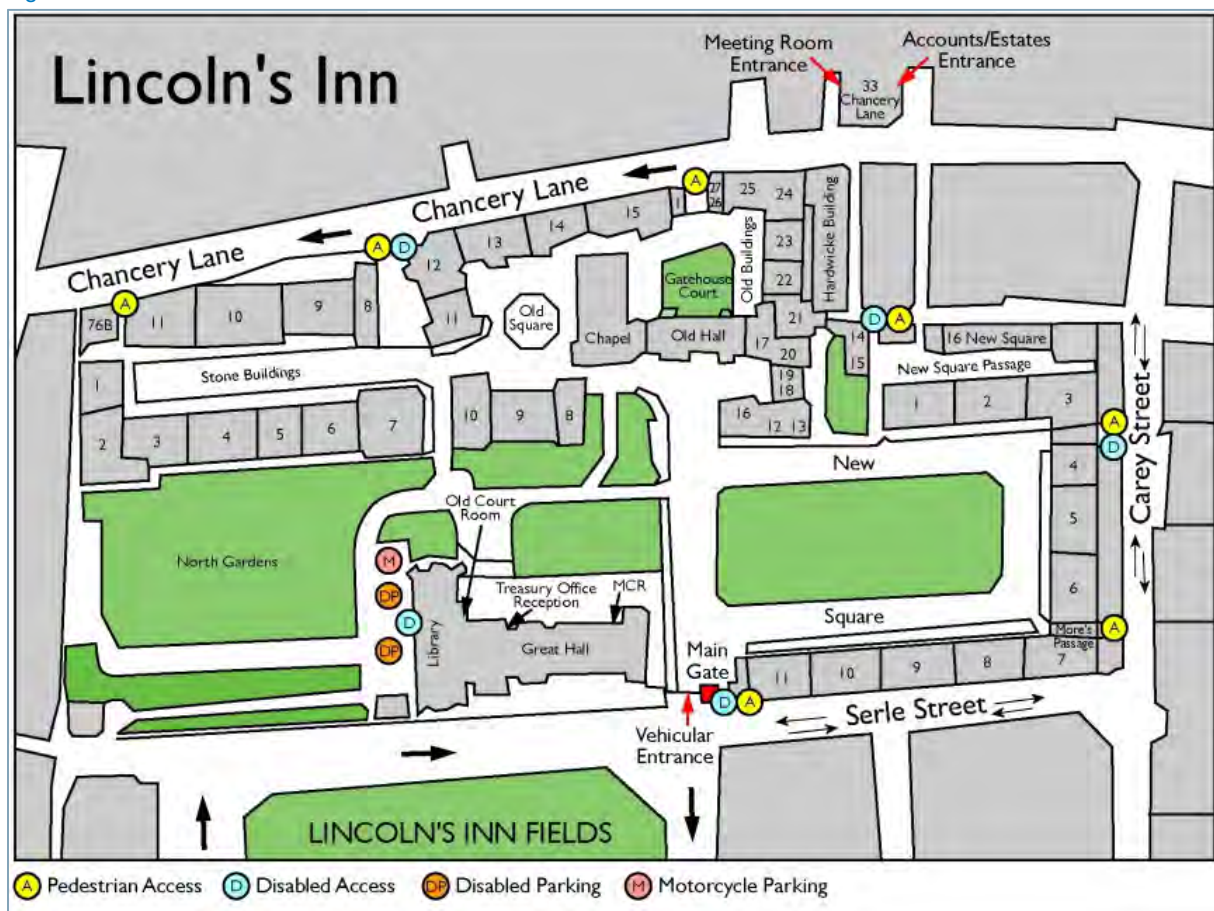 Lincoln's Inn
Meeting Room
Entrance
Accounts/Estates
Entrance
33
Chancery
Lane
Chancery Lane
Chancery Lane
A
A
D
A
76B
11
10
9
8
12
13
14
15
1
27
26
25
24
23
22
21
Old Buildings
Hardwicke Building
Gatehouse
Court
11
Old
Square
Chapel
Old Hall
17
20
19
18
16
12
13
14
15
D
A
16 New Square
New Square Passage
1
2
3
A
D
Carey Street
1
2
Stone Buildings
3
4
5
6
7
10
9
8
New
4
5
6
Square
More's
Passage
A
North Gardens
Old Court
Room
M
DP
D
DP
Library
Treasury Office
Reception
MCR
Great Hall
Main
Gate
11
10
9
8
7
D
A
Serle Street
Vehicular
Entrance
LINCOLN'S INN FIELDS
A Pedestrian Access
D Disabled Access
DP Disabled Parking
M Motorcycle Parking